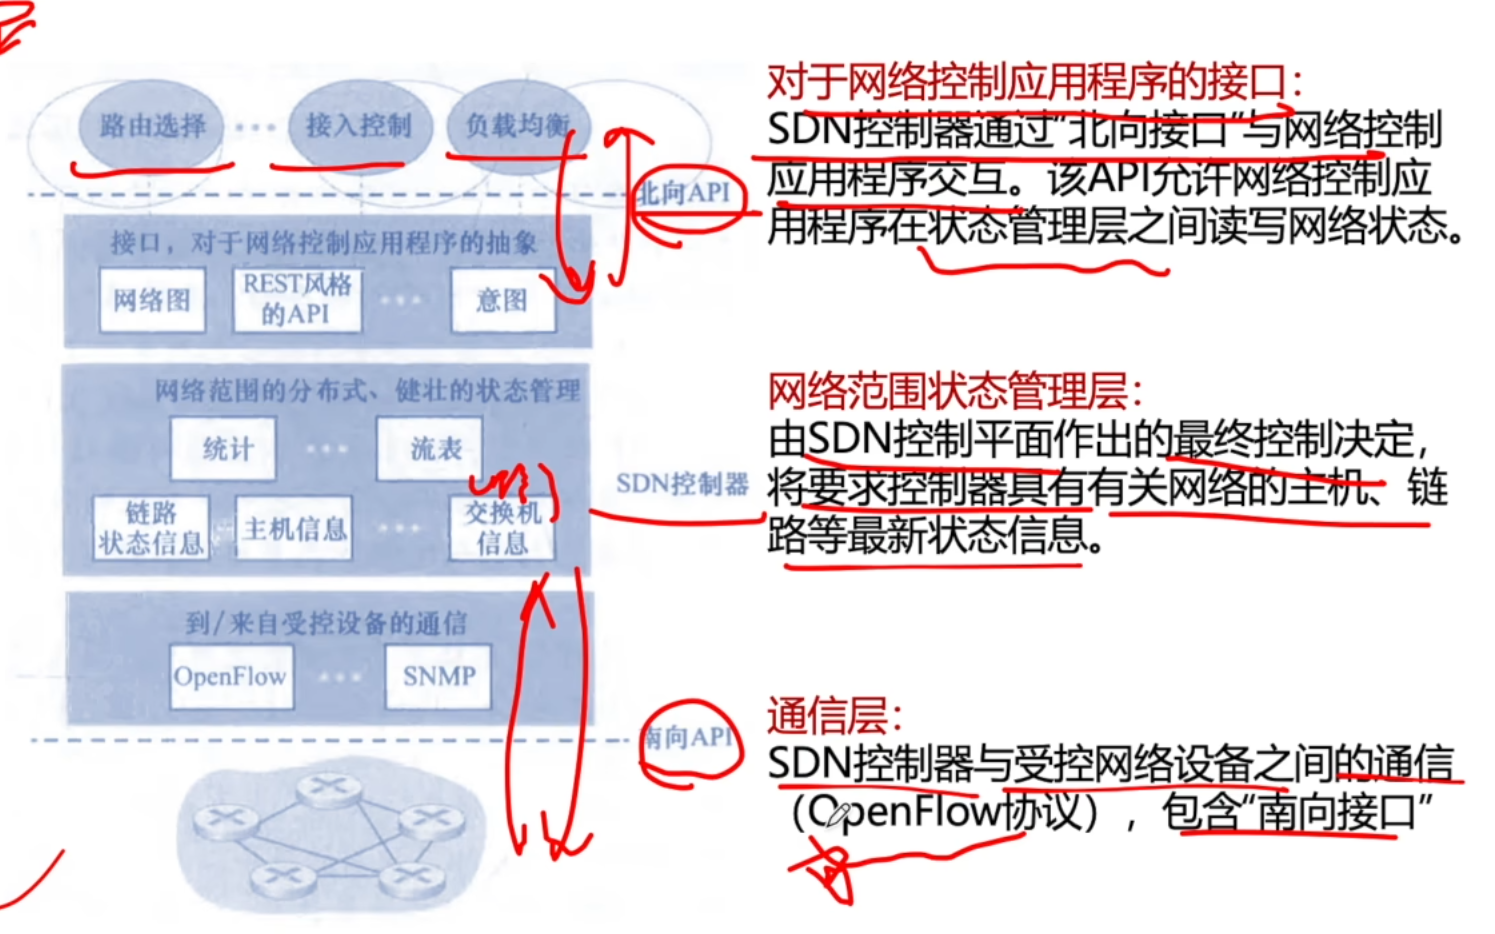 路由选择 ··· 接入控制 负载均衡
北向API
接口，对于网络控制应用程序的抽象
网络图 REST风格的API ··· 意图
网络范围的分布式、健壮的状态管理
统计 ··· 流表
链路状态信息 主机信息 ··· 交换机信息
SDN控制器
到/来自受控设备的通信
OpenFlow ··· SNMP
南向API
对于网络控制应用程序的接口：
SDN控制器通过“北向接口”与网络控制
应用程序交互。该API允许网络控制应
用程序在状态管理层之间读写网络状态。
网络范围状态管理层：
由SDN控制平面作出的最终控制决定，
将要求控制器具有有关网络的主机、链
路等最新状态信息。
通信层：
SDN控制器与受控网络设备之间的通信
（OpenFlow协议），包含“南向接口”